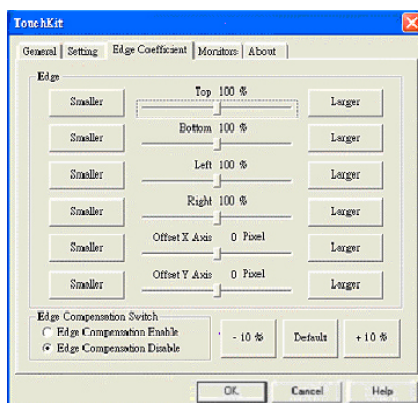 TouchKit
General Setting Edge Coefficient Monitors About
Edge
Smaller Top 100 % Larger
Smaller Bottom 100 % Larger
Smaller Left 100 % Larger
Smaller Right 100 % Larger
Smaller Offset X Axis 0 Pixel Larger
Smaller Offset Y Axis 0 Pixel Larger
Edge Compensation Switch
Edge Compensation Enable
Edge Compensation Disable
- 10 % Default + 10 %
OK Cancel Help